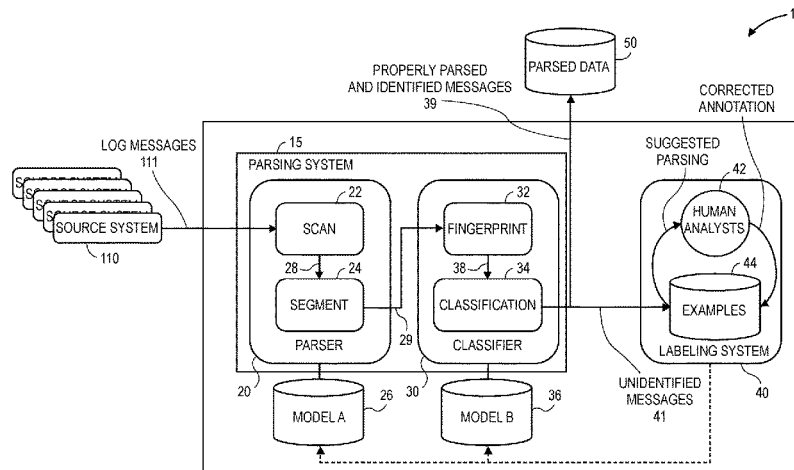 1
50
PARSED DATA
PROPERLY PARSED
AND IDENTIFIED MESSAGES
39
CORRECTED
ANNOTATION
LOG MESSAGES
111
15
PARSING SYSTEM
SUGGESTED
PARSING
42
HUMAN
ANALYSTS
22
SCAN
32
FINGERPRINT
SOURCE SYSTEM
110
28
24
SEGMENT
38
34
CLASSIFICATION
44
EXAMPLES
29
PARSER
CLASSIFIER
LABELING SYSTEM
20
30
40
UNIDENTIFIED
MESSAGES
41
MODEL A
26
MODEL B
36